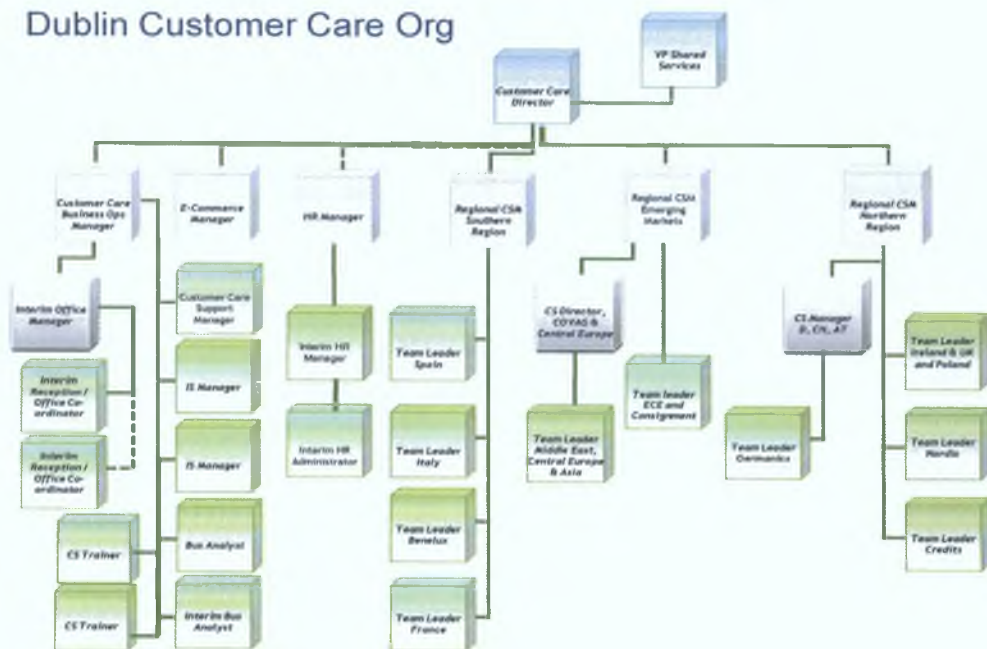 Dublin Customer Care Org
VP Shared
Services
Customer Care
Director
Customer Care
Business Ops
Manager
E-Commerce
Manager
HR Manager
Regional CSM
Southern
Region
Regional CSM
Emerging
Markets
Regional CSM
Northern
Region
Interim Office
Manager
Customer Care
Support
Manager
Interim HR
Manager
Team Leader
Spain
CS Director,
Central Europe
CS Manager
D, CH, AT
Team Leader
Ireland & UK
and Poland
Interim
Reception /
Office Co-
ordinator
IS Manager
Team leader
ECE and
Consignment
Interim
Reception /
Office Co-
ordinator
IS Manager
Interim HR
Administrator
Team Leader
Italy
Team Leader
Middle East,
Central Europe
& Asia
Team Leader
Germanics
Team Leader
Nordic
CS Trainer
Bus Analyst
Team Leader
Benelux
Team Leader
Credits
CS Trainer
Interim Bus
Analyst
Team Leader
France